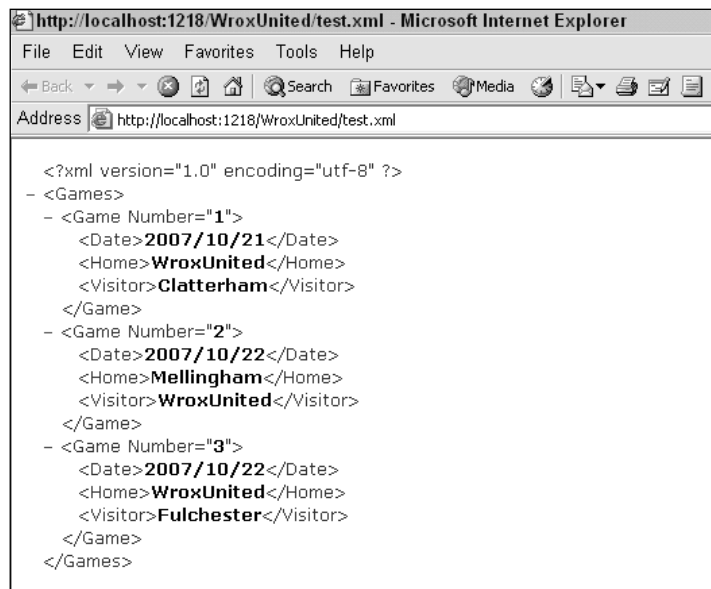 http://localhost:1218/WroxUnited/test.xml - Microsoft Internet Explorer
File Edit View Favorites Tools Help
Back Search Favorites Media
Address http://localhost:1218/WroxUnited/test.xml
<?xml version="1.0" encoding="utf-8" ?>
- <Games>
- <Game Number="1">
<Date>2007/10/21</Date>
<Home>WroxUnited</Home>
<Visitor>Clatterham</Visitor>
</Game>
- <Game Number="2">
<Date>2007/10/22</Date>
<Home>Mellingham</Home>
<Visitor>WroxUnited</Visitor>
</Game>
- <Game Number="3">
<Date>2007/10/22</Date>
<Home>WroxUnited</Home>
<Visitor>Fulchester</Visitor>
</Game>
</Games>